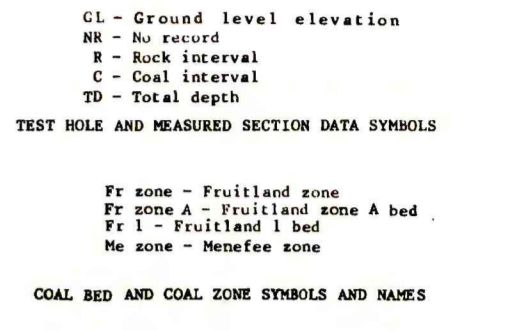 GL - Ground level elevation
NR - No record
R - Rock interval
C - Coal interval
TD - Total depth
TEST HOLE AND MEASURED SECTION DATA SYMBOLS
Fr zone - Fruitland zone
Fr zone A - Fruitland zone A bed
Fr 1 - Fruitland 1 bed
Me zone - Menefee zone
COAL BED AND COAL ZONE SYMBOLS AND NAMES